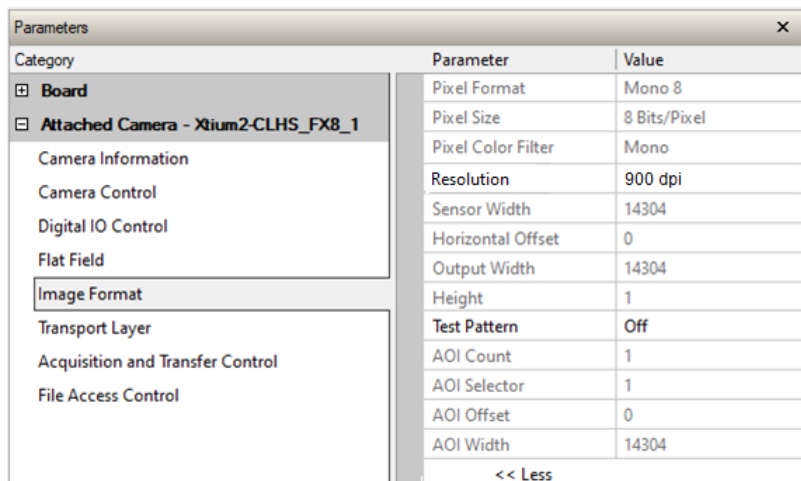 Parameters
Category
Board
Attached Camera - Xtium2-CLHS_FX8_1
Camera Information
Camera Control
Digital IO Control
Flat Field
Image Format
Transport Layer
Acquisition and Transfer Control
File Access Control
Parameter Value
Pixel Format Mono 8
Pixel Size 8 Bits/Pixel
Pixel Color Filter Mono
Resolution 900 dpi
Sensor Width 14304
Horizontal Offset 0
Output Width 14304
Height 1
Test Pattern Off
AOI Count 1
AOI Selector 1
AOI Offset 0
AOI Width 14304
<< Less